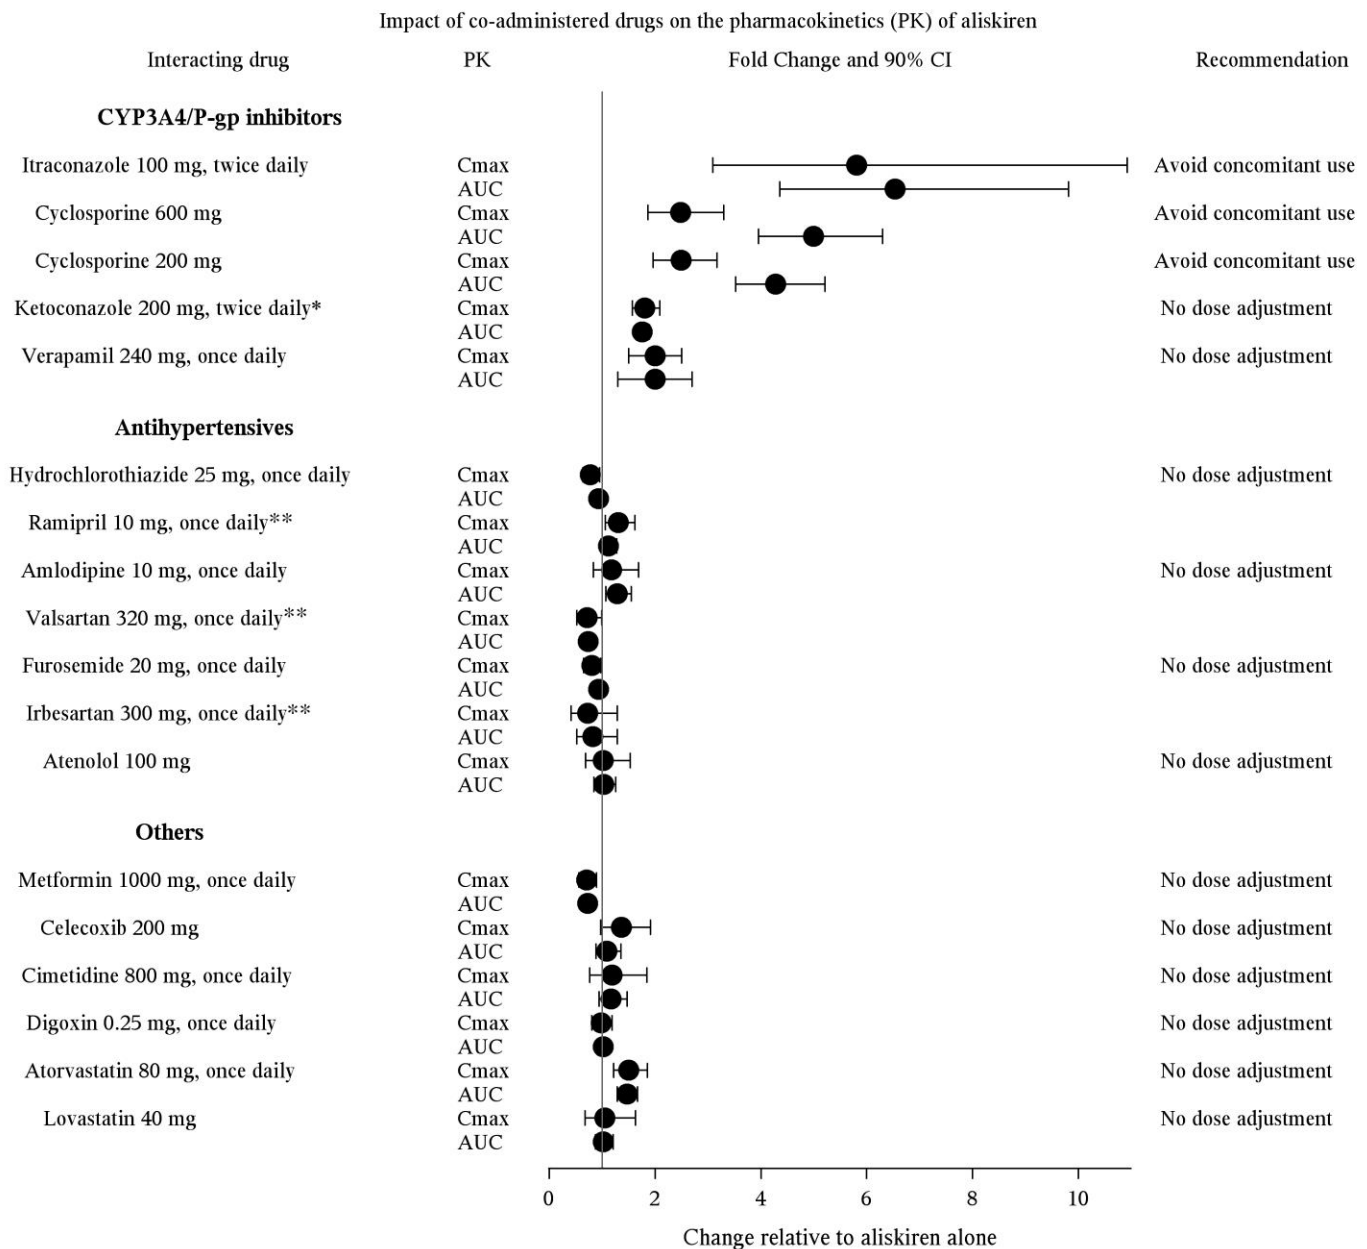 Impact of co-administered drugs on the pharmacokinetics (PK) of aliskiren
Interacting drug PK Fold Change and 90% CI Recommendation
CYP3A4/P-gp inhibitors
Itraconazole 100 mg, twice daily Cmax Avoid concomitant use
AUC
Cyclosporine 600 mg Cmax Avoid concomitant use
AUC
Cyclosporine 200 mg Cmax Avoid concomitant use
AUC
Ketoconazole 200 mg, twice daily* Cmax No dose adjustment
AUC
Verapamil 240 mg, once daily Cmax No dose adjustment
AUC
Antihypertensives
Hydrochlorothiazide 25 mg, once daily Cmax No dose adjustment
AUC
Ramipril 10 mg, once daily** Cmax
AUC
Amlodipine 10 mg, once daily Cmax No dose adjustment
AUC
Valsartan 320 mg, once daily** Cmax
AUC
Furosemide 20 mg, once daily Cmax No dose adjustment
AUC
Irbesartan 300 mg, once daily** Cmax
AUC
Atenolol 100 mg Cmax No dose adjustment
AUC
Others
Metformin 1000 mg, once daily Cmax No dose adjustment
AUC
Celecoxib 200 mg Cmax No dose adjustment
AUC
Cimetidine 800 mg, once daily Cmax No dose adjustment
AUC
Digoxin 0.25 mg, once daily Cmax No dose adjustment
AUC
Atorvastatin 80 mg, once daily Cmax No dose adjustment
AUC
Lovastatin 40 mg Cmax No dose adjustment
AUC
0 2 4 6 8 10
Change relative to aliskiren alone